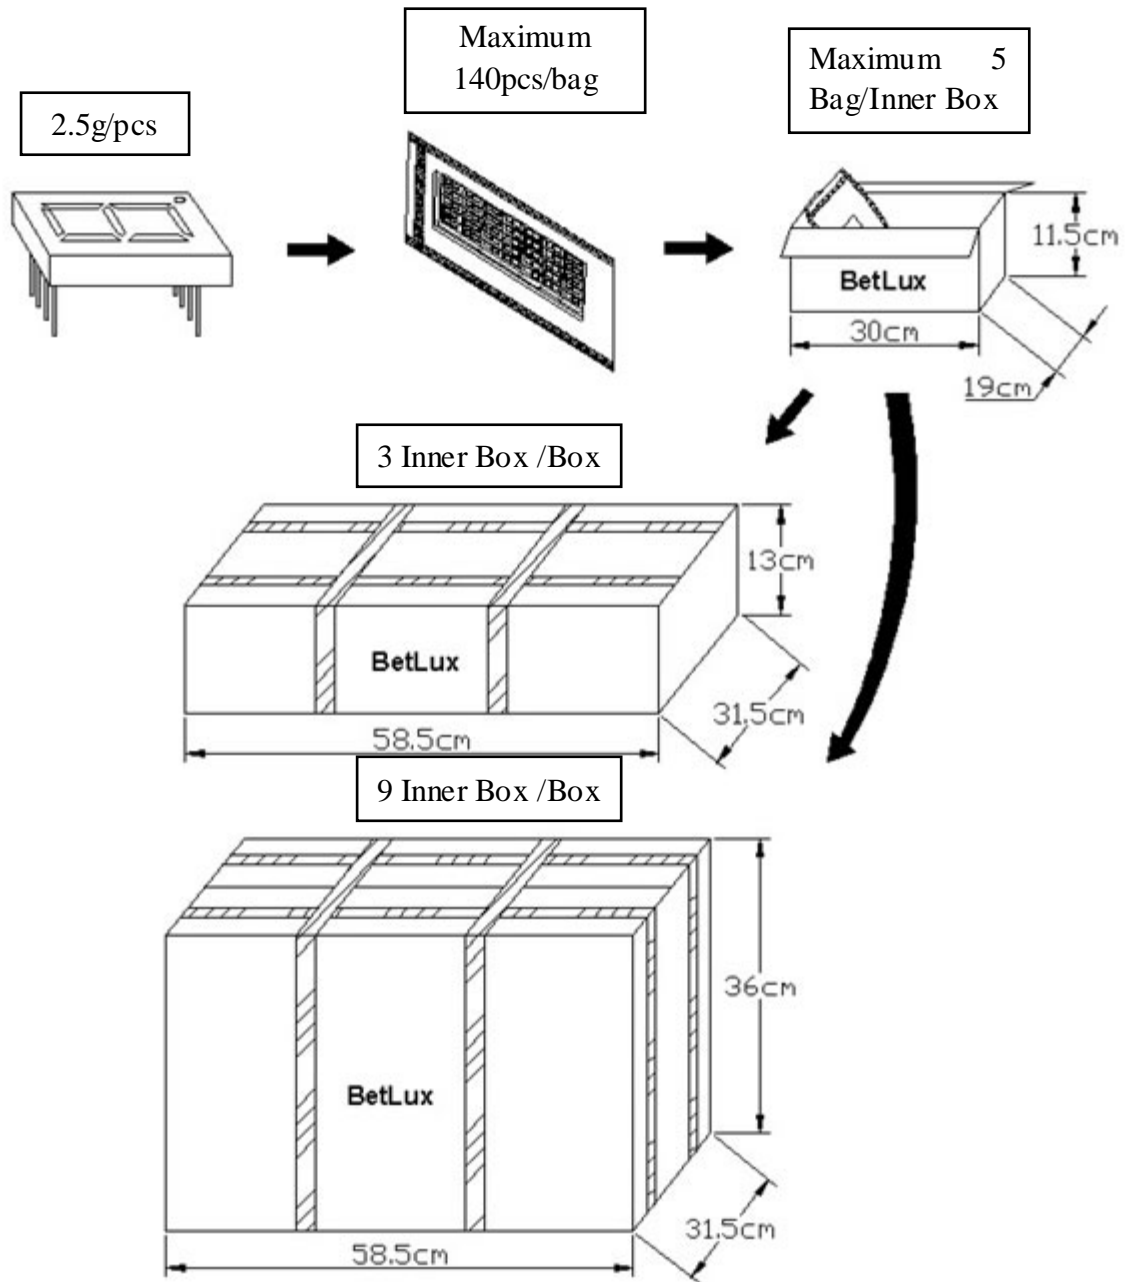 Maximum
140pcs/bag
Maximum 5
Bag/Inner Box
2.5g/pcs
11.5cm
BetLux
30cm
19cm
3 Inner Box /Box
13cm
BetLux
31.5cm
58.5cm
9 Inner Box /Box
36cm
BetLux
31.5cm
58.5cm